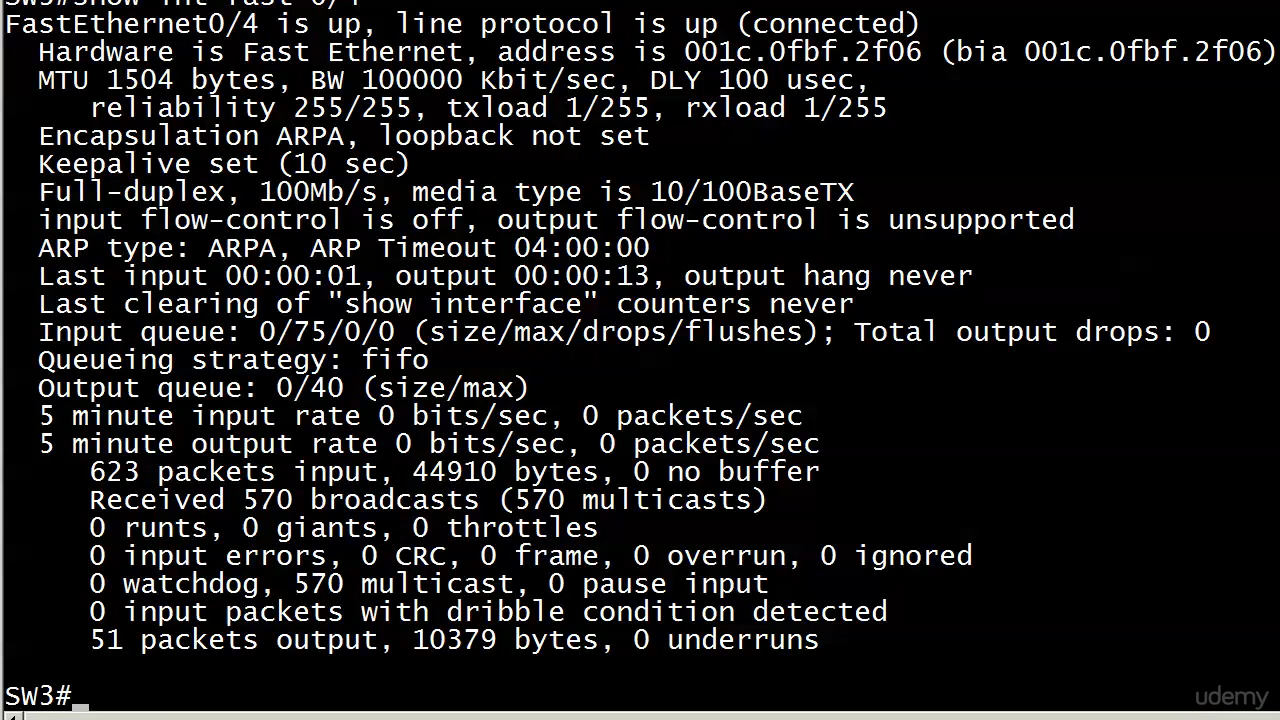 SW3#show int fast 0/4
FastEthernet0/4 is up, line protocol is up (connected)
  Hardware is Fast Ethernet, address is 001c.0fbf.2f06 (bia 001c.0fbf.2f06)
  MTU 1504 bytes, BW 100000 Kbit/sec, DLY 100 usec,
     reliability 255/255, txload 1/255, rxload 1/255
  Encapsulation ARPA, loopback not set
  Keepalive set (10 sec)
  Full-duplex, 100Mb/s, media type is 10/100BaseTX
  input flow-control is off, output flow-control is unsupported
  ARP type: ARPA, ARP Timeout 04:00:00
  Last input 00:00:01, output 00:00:13, output hang never
  Last clearing of "show interface" counters never
  Input queue: 0/75/0/0 (size/max/drops/flushes); Total output drops: 0
  Queueing strategy: fifo
  Output queue: 0/40 (size/max)
  5 minute input rate 0 bits/sec, 0 packets/sec
  5 minute output rate 0 bits/sec, 0 packets/sec
     623 packets input, 44910 bytes, 0 no buffer
     Received 570 broadcasts (570 multicasts)
     0 runts, 0 giants, 0 throttles
     0 input errors, 0 CRC, 0 frame, 0 overrun, 0 ignored
     0 watchdog, 570 multicast, 0 pause input
     0 input packets with dribble condition detected
     51 packets output, 10379 bytes, 0 underruns
SW3#
udemy